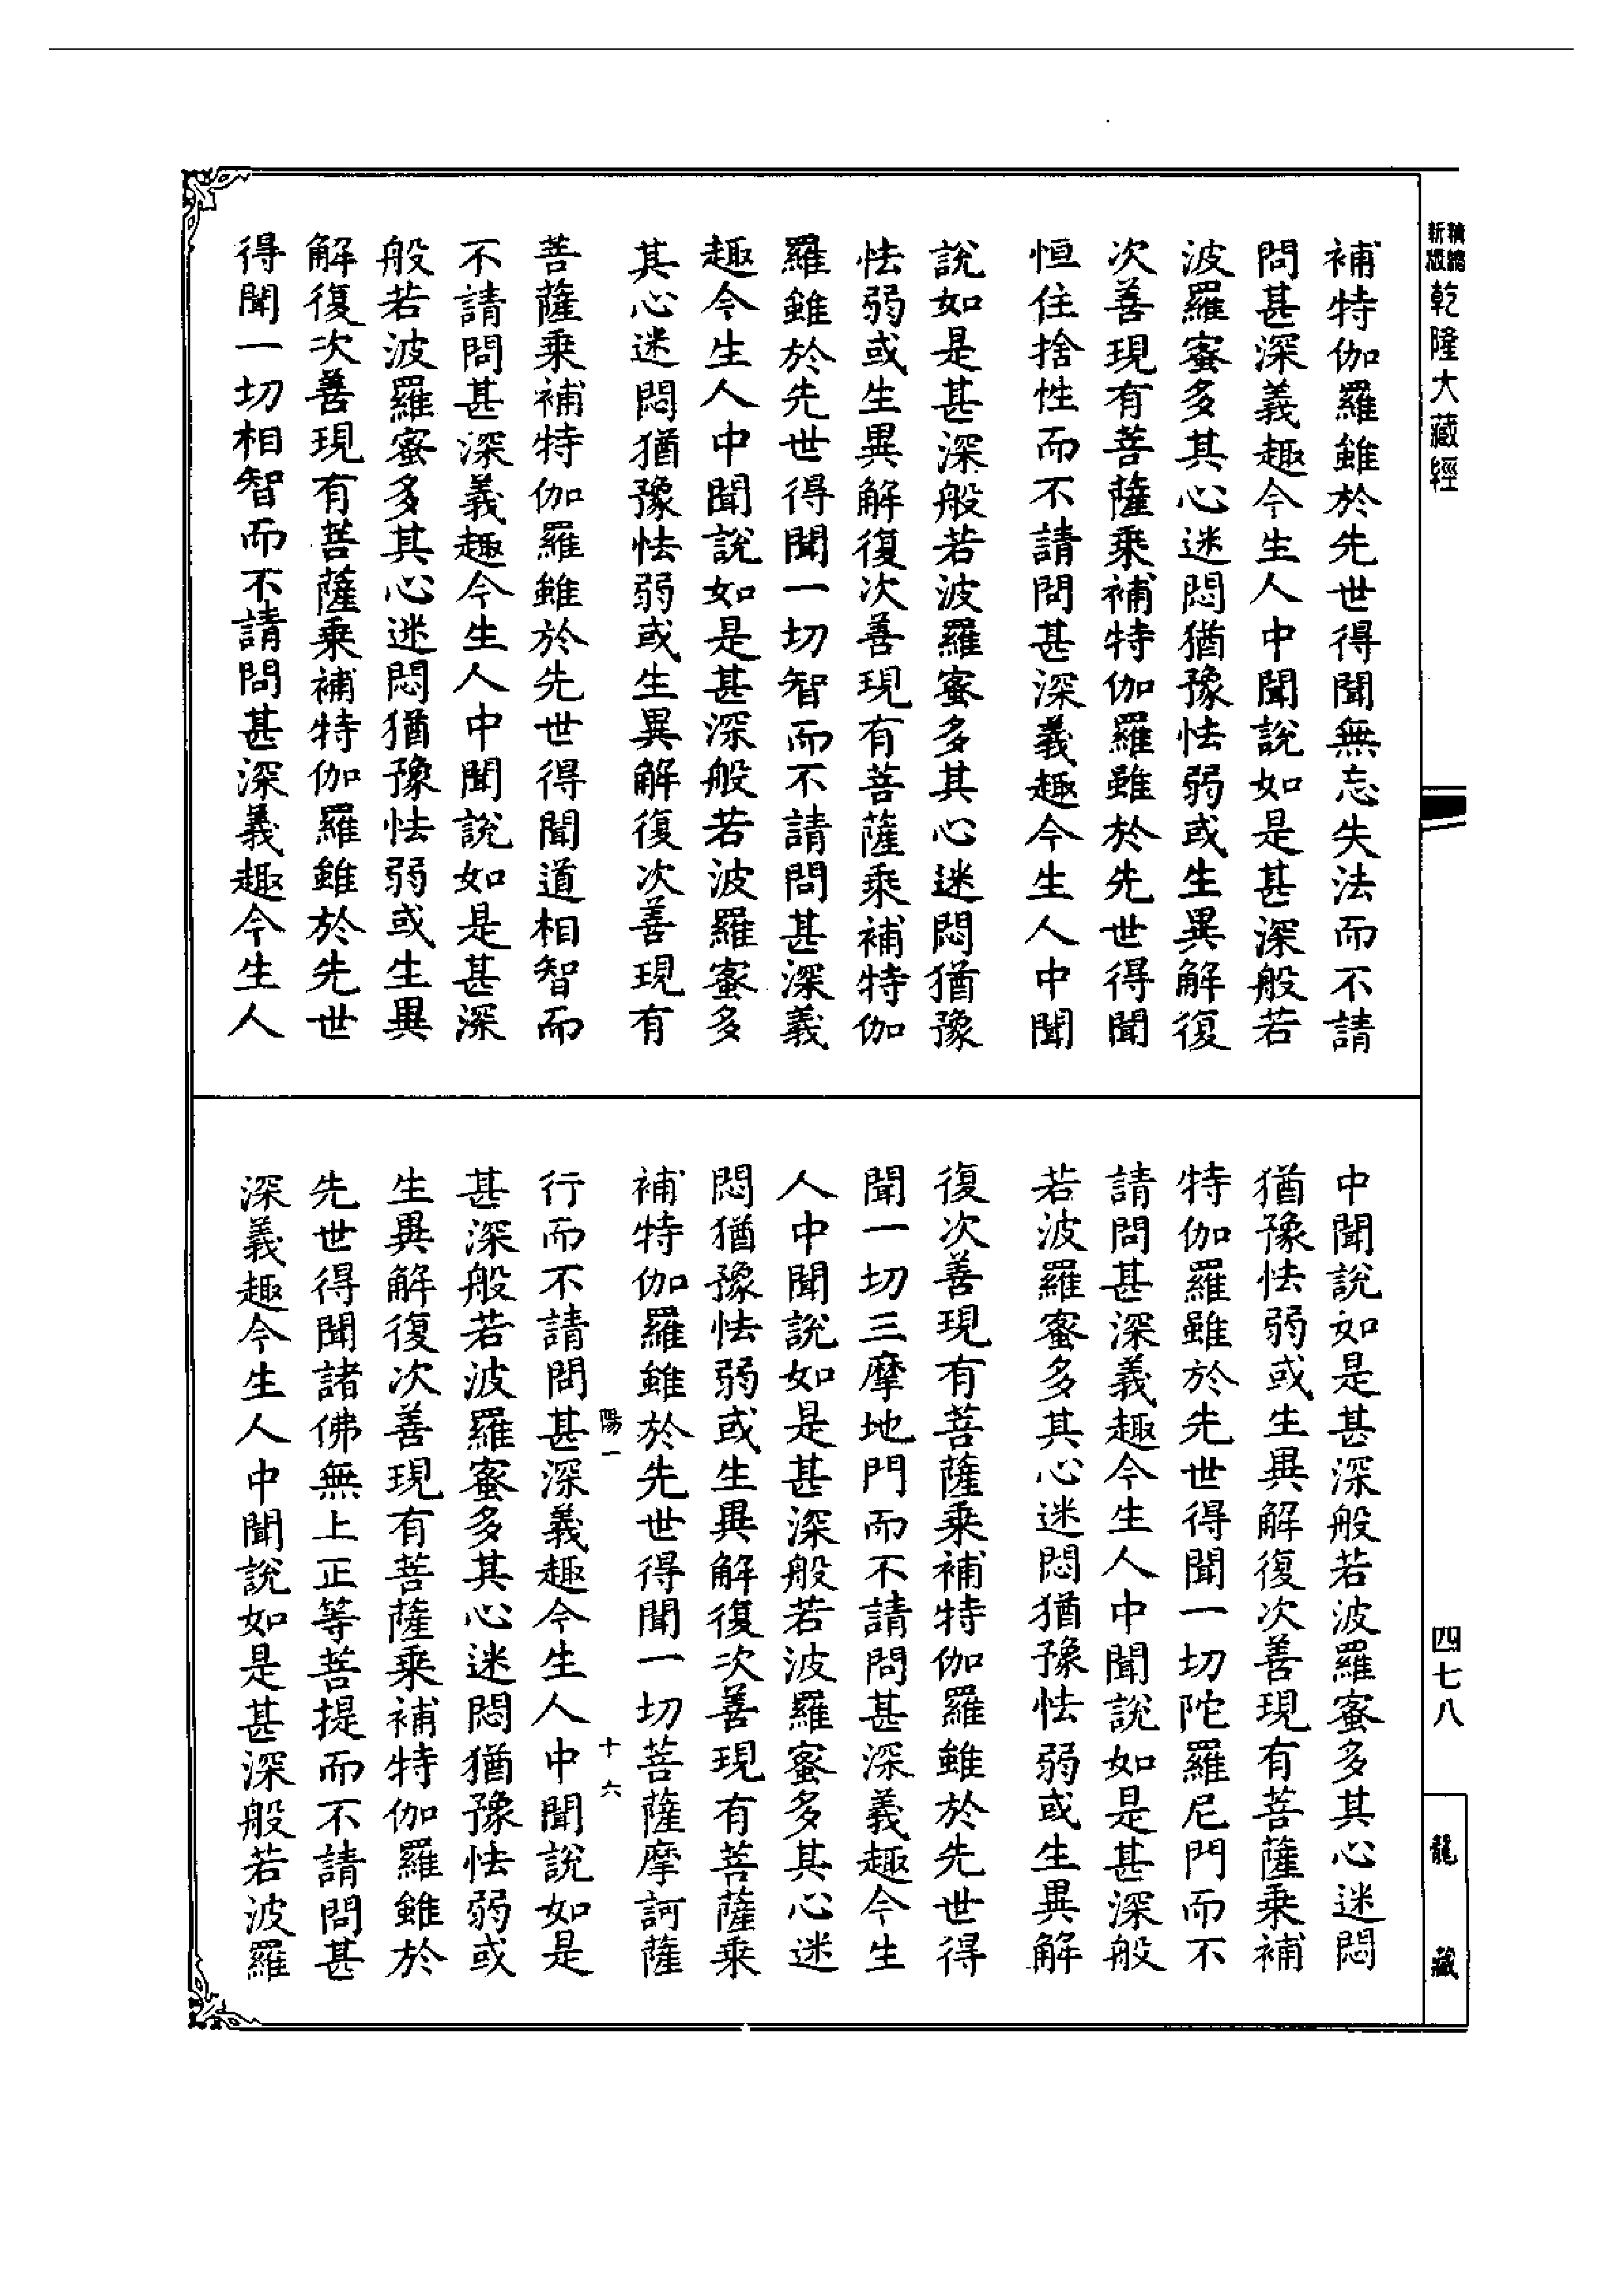 新版
精縮
乾隆大藏經
補特伽羅雖於先世得聞無忘失法而不請
問甚深義趣今生人中聞說如是甚深般若
波羅蜜多其心迷悶猶豫怯弱或生異解復
次善現有菩薩乘補特伽羅雖於先世得聞
恒住捨性而不請問甚深義趣今生人中聞
說如是甚深般若波羅蜜多其心迷悶猶豫
怯弱或生異解復次善現有菩薩乘補特伽
羅雖於先世得聞一切智而不請問甚深義
趣今生人中聞說如是甚深般若波羅蜜多
其心迷悶猶豫怯弱或生異解復次善現有
菩薩乘補特伽羅雖於先世得聞道相智而
不請問甚深義趣今生人中聞說如是甚深
般若波羅蜜多其心迷悶猶豫怯弱或生異
解復次善現有菩薩乘補特伽羅雖於先世
得聞一切相智而不請問甚深義趣今生人
中聞說如是甚深般若波羅蜜多其心迷悶
猶豫怯弱或生異解復次善現有菩薩乘補
特伽羅雖於先世得聞一切陀羅尼門而不
請問甚深義趣今生人中聞說如是甚深般
若波羅蜜多其心迷悶猶豫怯弱或生異解
復次善現有菩薩乘補特伽羅雖於先世得
聞一切三摩地門而不請問甚深義趣今生
人中聞說如是甚深般若波羅蜜多其心迷
悶猶豫怯弱或生異解復次善現有菩薩乘
補特伽羅雖於先世得聞一切菩薩摩訶薩
陽一 十六
行而不請問甚深義趣今生人中聞說如是
甚深般若波羅蜜多其心迷悶猶豫怯弱或
生異解復次善現有菩薩乘補特伽羅雖於
先世得聞諸佛無上正等菩提而不請問甚
深義趣今生人中聞說如是甚深般若波羅
四七八
龍藏